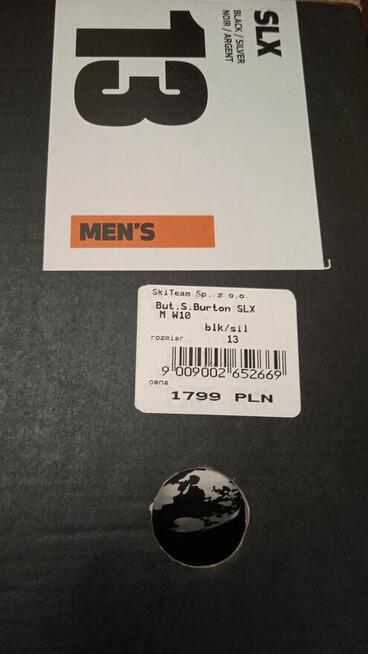 SLX
BLACK / SILVER
NOIR / ARGENT
13
MEN'S
SkiTeam Sp. z o.o.
But.S.Burton SLX
M W10
blk/sil
rozmiar 13
9 009002 652669
cena
1799 PLN